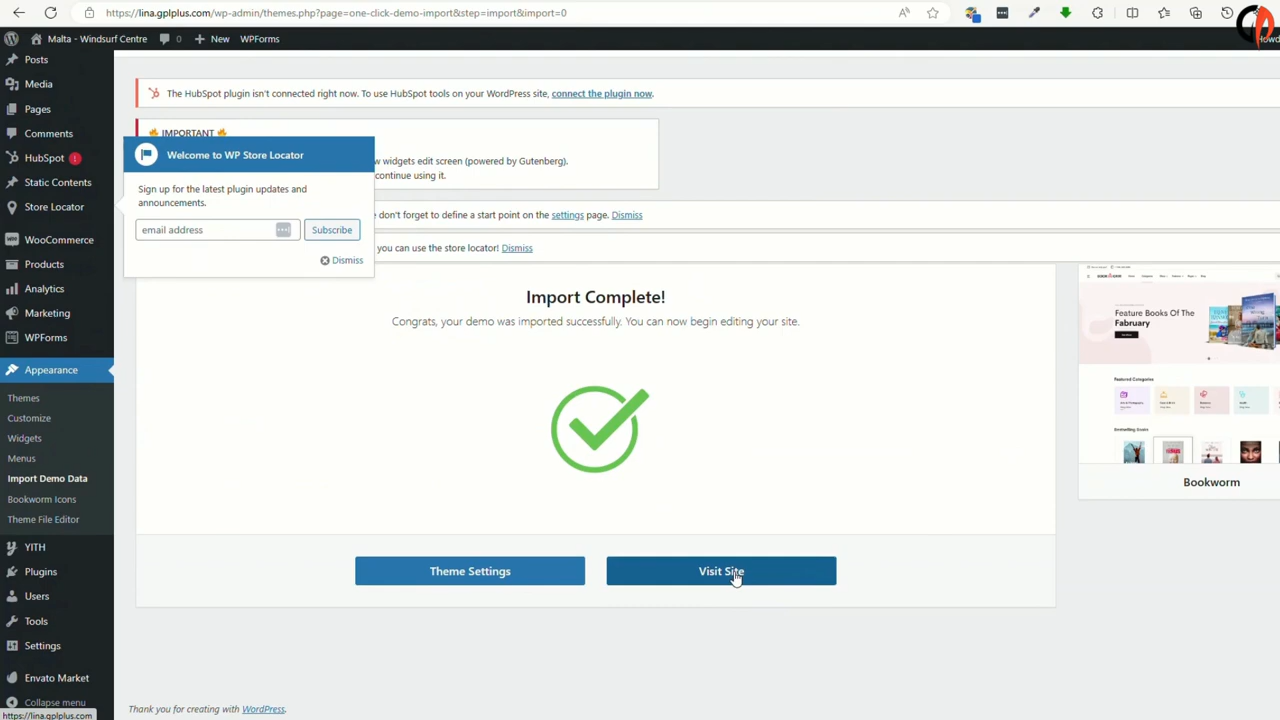 https://lina.gplplus.com/wp-admin/themes.php?page=one-click-demo-import&step=import&import=0
Malta - Windsurf Centre
0
New
WPForms
Howd
Posts
Media
Pages
Comments
HubSpot 1
Static Contents
Store Locator
WooCommerce
Products
Analytics
Marketing
WPForms
Appearance
Themes
Customize
Widgets
Menus
Import Demo Data
Bookworm Icons
Theme File Editor
YITH
Plugins
Users
Tools
Settings
Envato Market
Collapse menu
https://lina.gplplus.com
The HubSpot plugin isn't connected right now. To use HubSpot tools on your WordPress site, connect the plugin now.
IMPORTANT
w widgets edit screen (powered by Gutenberg).
continue using it.
Welcome to WP Store Locator
Sign up for the latest plugin updates and
announcements.
email address
Subscribe
Dismiss
e don't forget to define a start point on the settings page. Dismiss
you can use the store locator! Dismiss
Import Complete!
Congrats, your demo was imported successfully. You can now begin editing your site.
Theme Settings
Visit Site
Feature Books Of The
Fabruary
Featured Categories
Bestselling Books
Bookworm
Thank you for creating with WordPress.